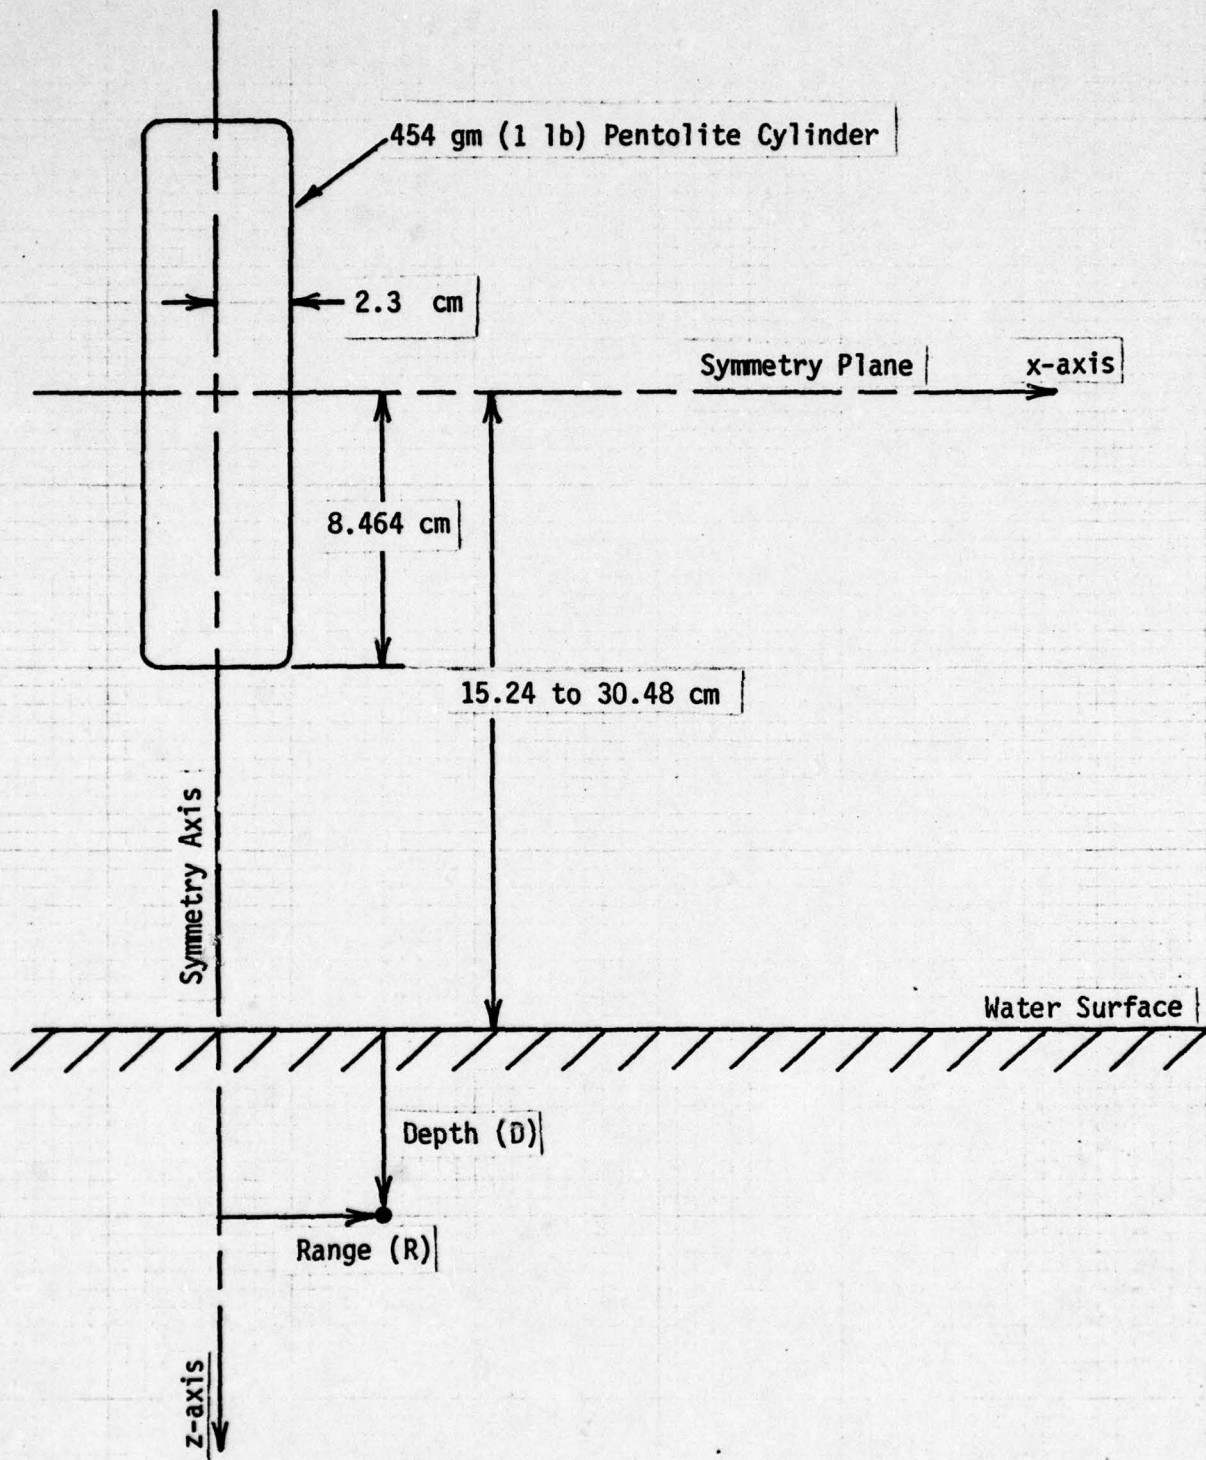 454 gm (1 lb) Pentolite Cylinder
2.3 cm
Symmetry Plane
x-axis
8.464 cm
15.24 to 30.48 cm
Symmetry Axis
Water Surface
Depth (D)
Range (R)
z-axis